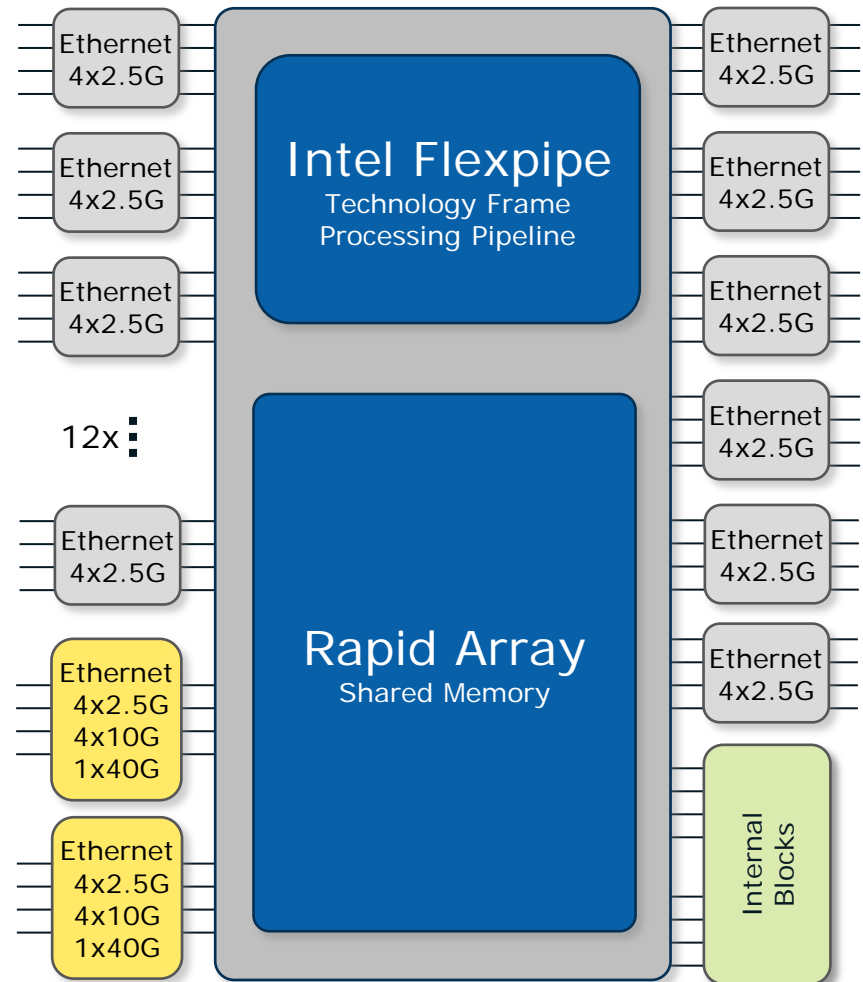 Ethernet
4x2.5G
Ethernet
4x2.5G
Ethernet
4x2.5G
12x
Ethernet
4x2.5G
Ethernet
4x2.5G
4x10G
1x40G
Ethernet
4x2.5G
4x10G
1x40G
Intel Flexpipe
Technology Frame
Processing Pipeline
Rapid Array
Shared Memory
Ethernet
4x2.5G
Ethernet
4x2.5G
Ethernet
4x2.5G
Ethernet
4x2.5G
Ethernet
4x2.5G
Ethernet
4x2.5G
Internal
Blocks